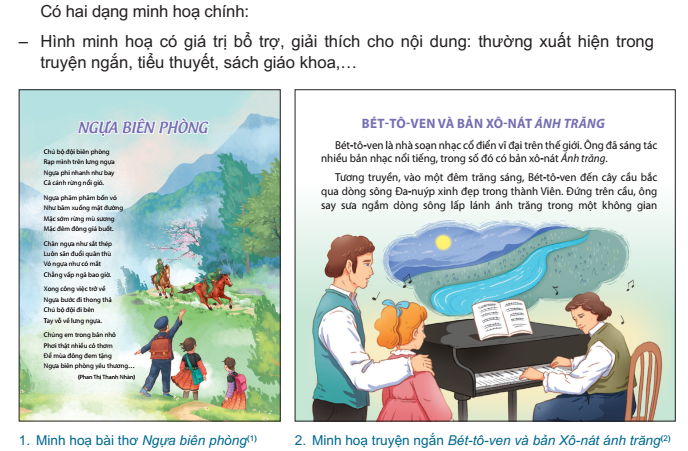 Có hai dạng minh hoạ chính:
– Hình minh hoạ có giá trị bổ trợ, giải thích cho nội dung: thường xuất hiện trong
truyện ngắn, tiểu thuyết, sách giáo khoa,…
NGỰA BIÊN PHÒNG
Chú bộ đội biên phòng
Rạp mình trên lưng ngựa
Ngựa phi nhanh như bay
Cả cánh rừng nổi gió.
Ngựa phăm phăm bốn vó
Như băm xuống mặt đường
Mặc sớm rừng mù sương
Mặc đêm đông giá buốt.
Chân ngựa như sắt thép
Luôn săn đuổi quân thù
Vó ngựa như có mắt
Chẳng vấp ngã bao giờ.
Xong công việc trở về
Ngựa bước đi thong thả
Chú bộ đội đi bên
Tay vỗ về lưng ngựa.
Chúng em trong bản nhỏ
Phơi thật nhiều cỏ thơm
Để mùa đông đem tặng
Ngựa biên phòng yêu thương…
(Phan Thị Thanh Nhàn)
BÉT-TÔ-VEN VÀ BẢN XÔ-NÁT ÁNH TRĂNG
Bét-tô-ven là nhà soạn nhạc cổ điển vĩ đại trên thế giới. Ông đã sáng tác
nhiều bản nhạc nổi tiếng, trong số đó có bản xô-nát Ánh trăng.
Tương truyền, vào một đêm trăng sáng, Bét-tô-ven đến cây cầu bắc
qua dòng sông Đa-nuýp xinh đẹp trong thành Viên. Đứng trên cầu, ông
say sưa ngắm dòng sông lấp lánh ánh trăng trong một không gian
1. Minh hoạ bài thơ Ngựa biên phòng(1)
2. Minh hoạ truyện ngắn Bét-tô-ven và bản Xô-nát ánh trăng(2)